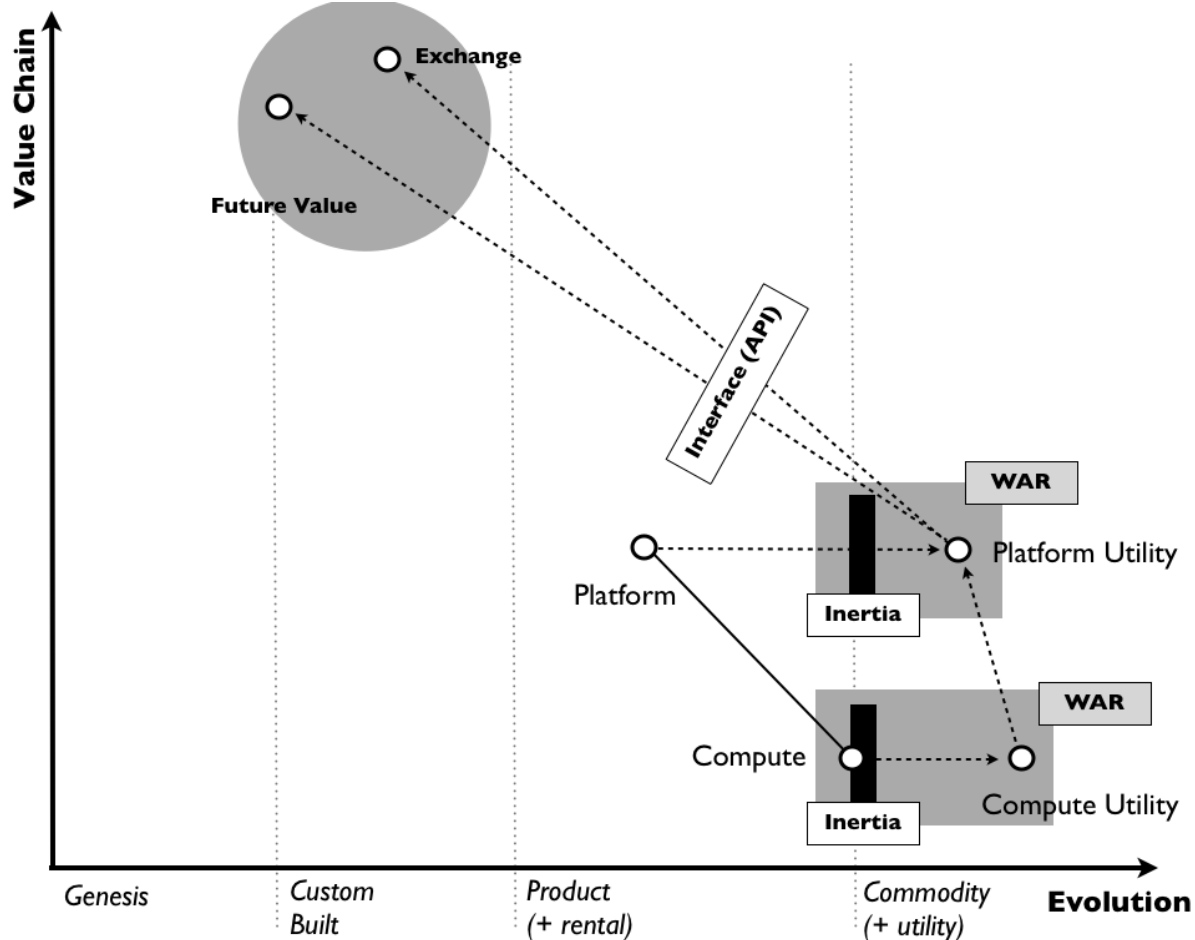 Value Chain
Exchange
Future Value
Interface (API)
WAR
Platform Utility
Platform
Inertia
WAR
Compute
Compute Utility
Inertia
Genesis
Custom
Built
Product
(+ rental)
Commodity
(+ utility)
Evolution